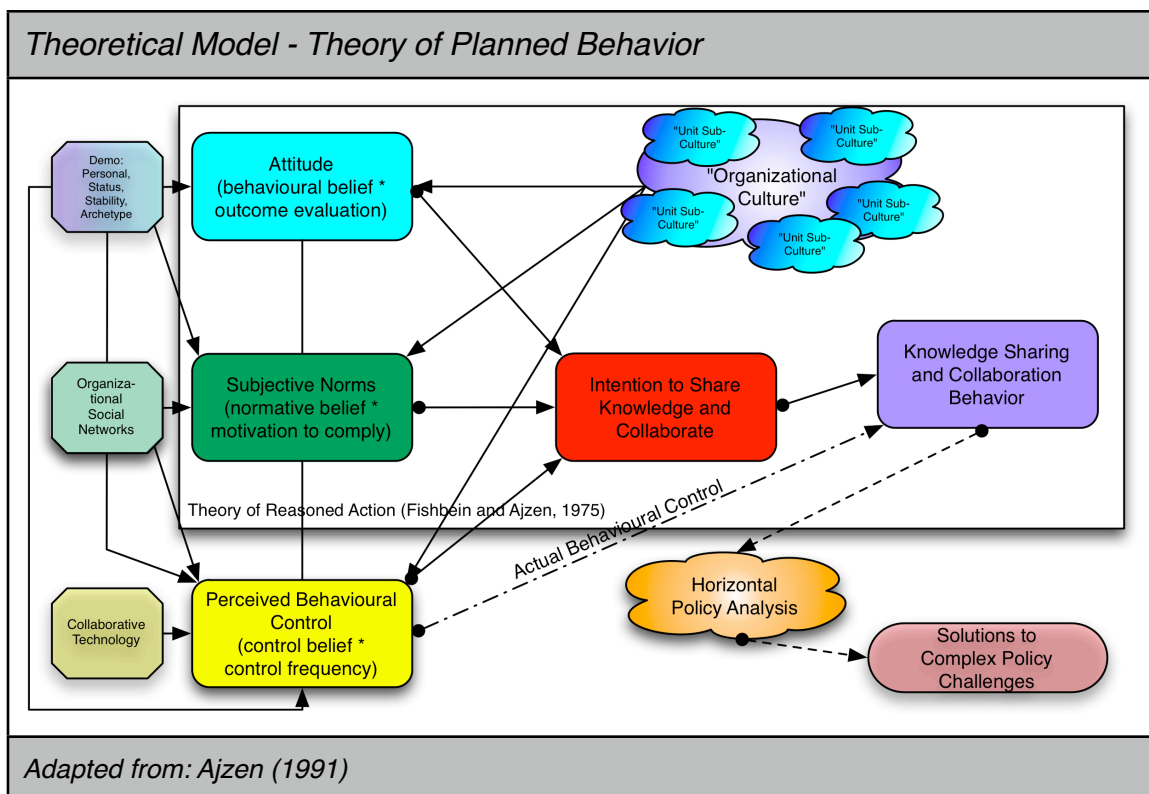 Theoretical Model - Theory of Planned Behavior
Demo:
Personal,
Status,
Stability,
Archetype
Attitude
(behavioural belief *
outcome evaluation)
"Unit Sub-
Culture"
"Unit Sub-
Culture"
"Organizational
Culture"
"Unit Sub-
Culture"
"Unit Sub-
Culture"
"Unit Sub-
Culture"
Organiza-
tional
Social
Networks
Subjective Norms
(normative belief *
motivation to comply)
Intention to Share
Knowledge and
Collaborate
Knowledge Sharing
and Collaboration
Behavior
Theory of Reasoned Action (Fishbein and Ajzen, 1975)
Actual Behavioural Control
Collaborative
Technology
Perceived Behavioural
Control
(control belief *
control frequency)
Horizontal
Policy Analysis
Solutions to
Complex Policy
Challenges
Adapted from: Ajzen (1991)